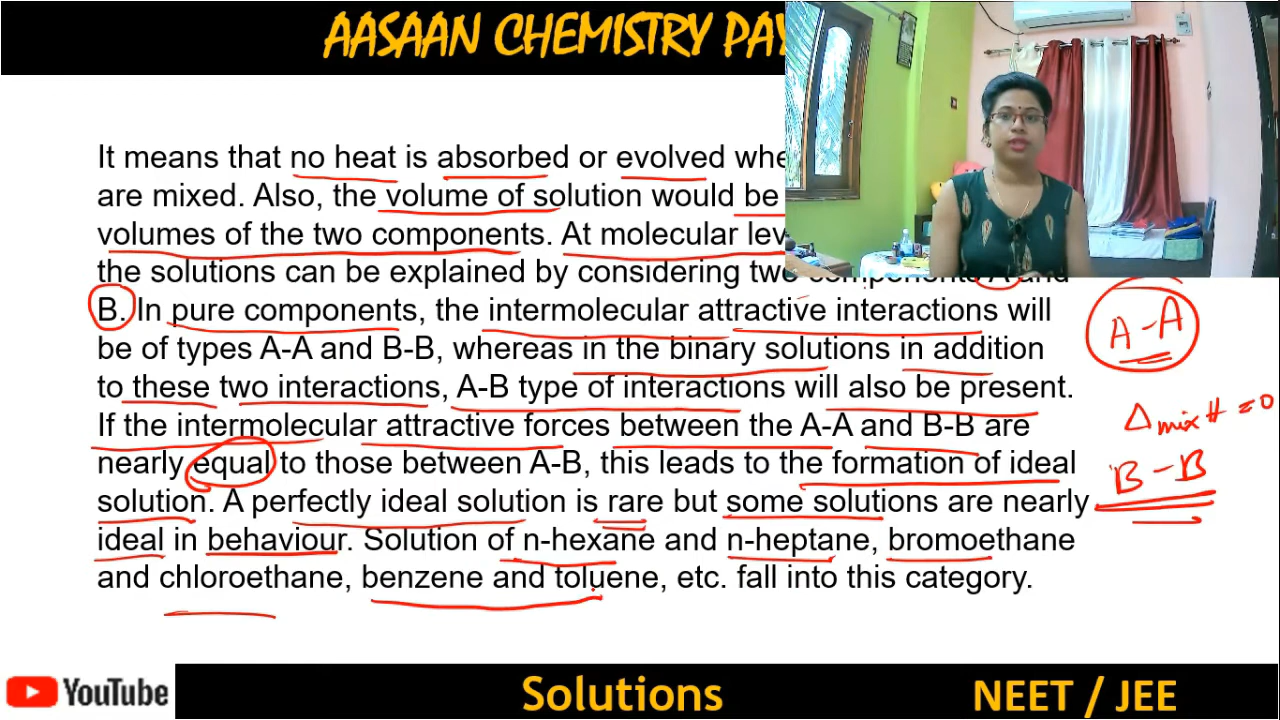 AASAAN CHEMISTRY PAY
It means that no heat is absorbed or evolved
are mixed. Also, the volume of solution would be
volumes of the two components. At molecular
the solutions can be explained by considering two components A and
B. In pure components, the intermolecular attractive interactions will
A-A
be of types A-A and B-B, whereas in the binary solutions in addition
to these two interactions, A-B type of interactions will also be present.
Δmix H = 0
If the intermolecular attractive forces between the A-A and B-B are
nearly equal to those between A-B, this leads to the formation of ideal
B-B
solution. A perfectly ideal solution is rare but some solutions are nearly
ideal in behaviour. Solution of n-hexane and n-heptane, bromoethane
and chloroethane, benzene and toluene, etc. fall into this category.
YouTube
Solutions
NEET / JEE